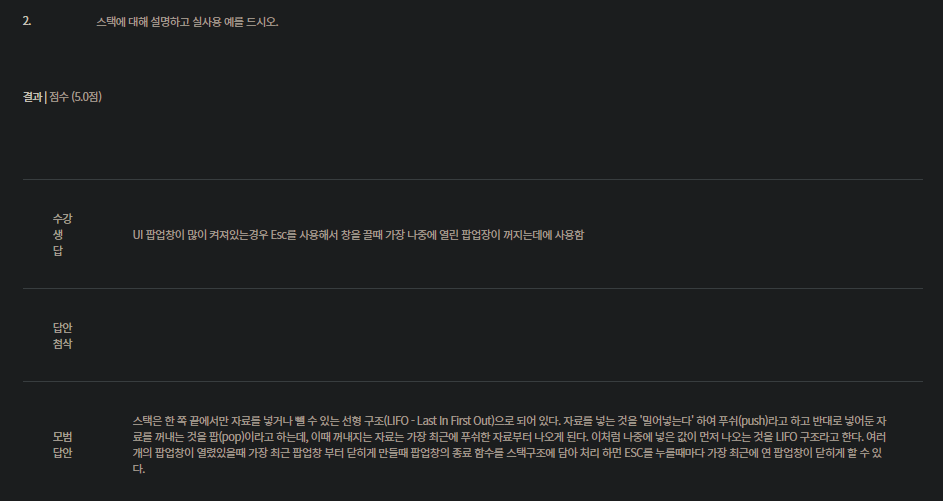 2. 스택에 대해 설명하고 실사용 예를 드시오.
결과 | 점수 (5.0점)
수강
생
답
UI 팝업창이 많이 켜져있는경우 Esc를 사용해서 창을 끌때 가장 나중에 열린 팝업장이 꺼지는데에 사용함
답안
첨삭
모범
답안
스택은 한 쪽 끝에서만 자료를 넣거나 뺄 수 있는 선형 구조(LIFO - Last In First Out)으로 되어 있다. 자료를 넣는 것을 '밀어넣는다' 하여 푸쉬(push)라고 하고 반대로 넣어둔 자
료를 꺼내는 것을 팝(pop)이라고 하는데, 이때 꺼내지는 자료는 가장 최근에 푸쉬한 자료부터 나오게 된다. 이처럼 나중에 넣은 값이 먼저 나오는 것을 LIFO 구조라고 한다. 여러
개의 팝업창이 열렸있을때 가장 최근 팝업창 부터 닫히게 만들때 팝업창의 종료 함수를 스택구조에 담아 처리 하면 ESC를 누를때마다 가장 최근에 연 팝업창이 닫히게 할 수 있
다.